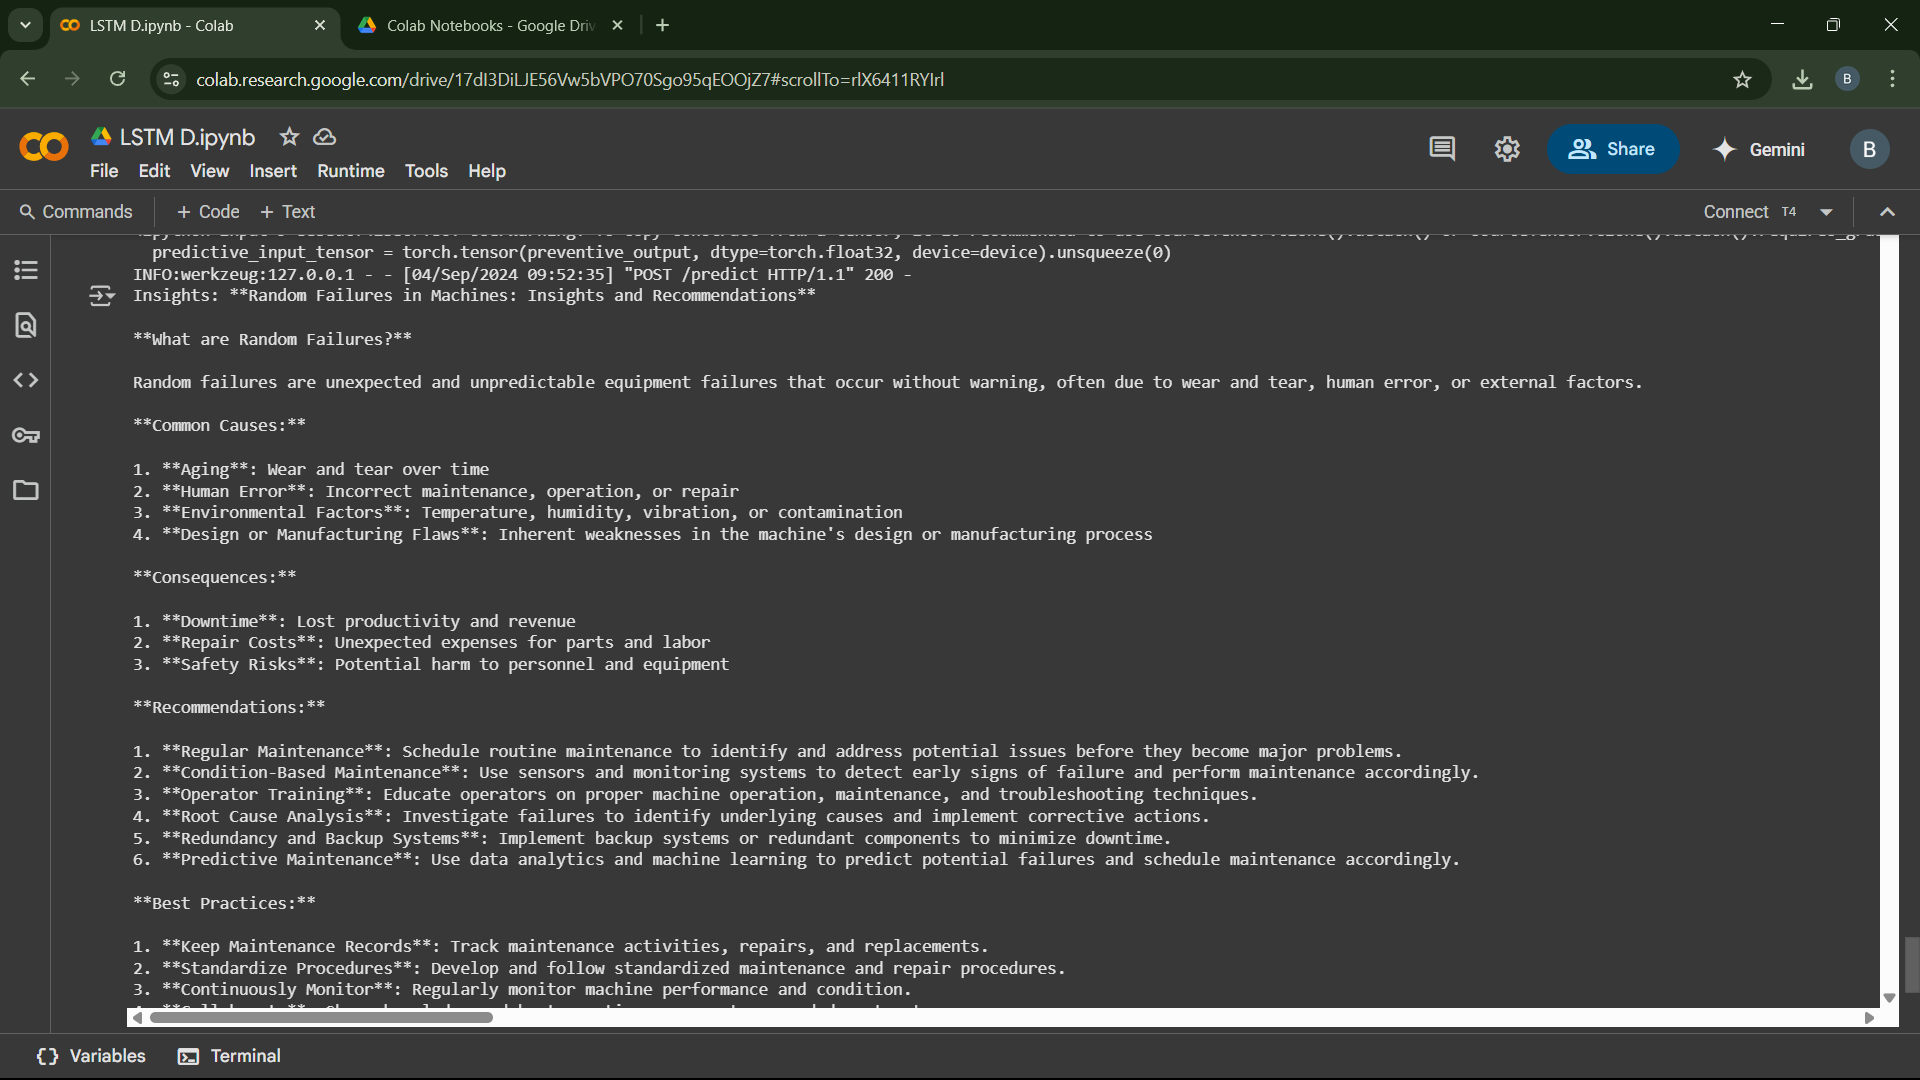 LSTM D.ipynb - Colab
Colab Notebooks - Google Driv
colab.research.google.com/drive/17dI3DiLJE56Vw5bVPO70Sgo95qEOOjZ7#scrollTo=rlX6411RYIrl
B
LSTM D.ipynb
File Edit View Insert Runtime Tools Help
Share
Gemini
B
Commands + Code + Text
Connect T4
predictive_input_tensor = torch.tensor(preventive_output, dtype=torch.float32, device=device).unsqueeze(0)
INFO:werkzeug:127.0.0.1 - - [04/Sep/2024 09:52:35] "POST /predict HTTP/1.1" 200 -
Insights: **Random Failures in Machines: Insights and Recommendations**
**What are Random Failures?**
Random failures are unexpected and unpredictable equipment failures that occur without warning, often due to wear and tear, human error, or external factors.
**Common Causes:**
1. **Aging**: Wear and tear over time
2. **Human Error**: Incorrect maintenance, operation, or repair
3. **Environmental Factors**: Temperature, humidity, vibration, or contamination
4. **Design or Manufacturing Flaws**: Inherent weaknesses in the machine's design or manufacturing process
**Consequences:**
1. **Downtime**: Lost productivity and revenue
2. **Repair Costs**: Unexpected expenses for parts and labor
3. **Safety Risks**: Potential harm to personnel and equipment
**Recommendations:**
1. **Regular Maintenance**: Schedule routine maintenance to identify and address potential issues before they become major problems.
2. **Condition-Based Maintenance**: Use sensors and monitoring systems to detect early signs of failure and perform maintenance accordingly.
3. **Operator Training**: Educate operators on proper machine operation, maintenance, and troubleshooting techniques.
4. **Root Cause Analysis**: Investigate failures to identify underlying causes and implement corrective actions.
5. **Redundancy and Backup Systems**: Implement backup systems or redundant components to minimize downtime.
6. **Predictive Maintenance**: Use data analytics and machine learning to predict potential failures and schedule maintenance accordingly.
**Best Practices:**
1. **Keep Maintenance Records**: Track maintenance activities, repairs, and replacements.
2. **Standardize Procedures**: Develop and follow standardized maintenance and repair procedures.
3. **Continuously Monitor**: Regularly monitor machine performance and condition.
Variables
Terminal